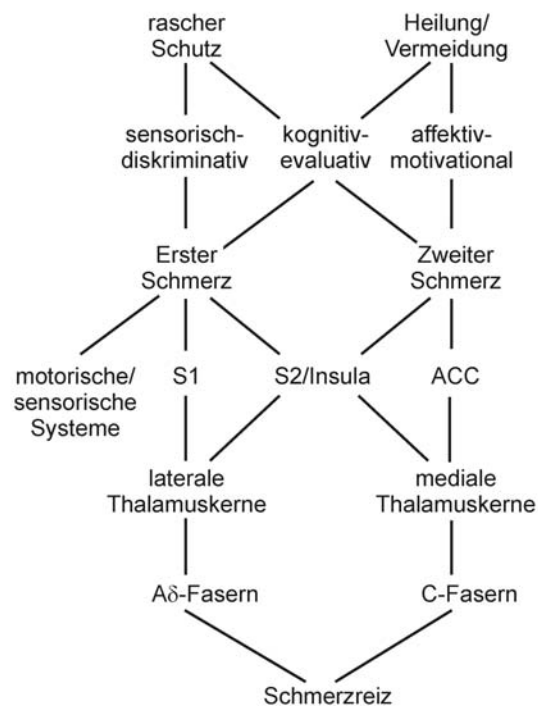 rascher
Schutz
Heilung/
Vermeidung
sensorisch-
diskriminativ
kognitiv-
evaluativ
affektiv-
motivational
Erster
Schmerz
Zweiter
Schmerz
motorische/
sensorische
Systeme
S1
S2/Insula
ACC
laterale
Thalamuskerne
mediale
Thalamuskerne
Aδ-Fasern
C-Fasern
Schmerzreiz